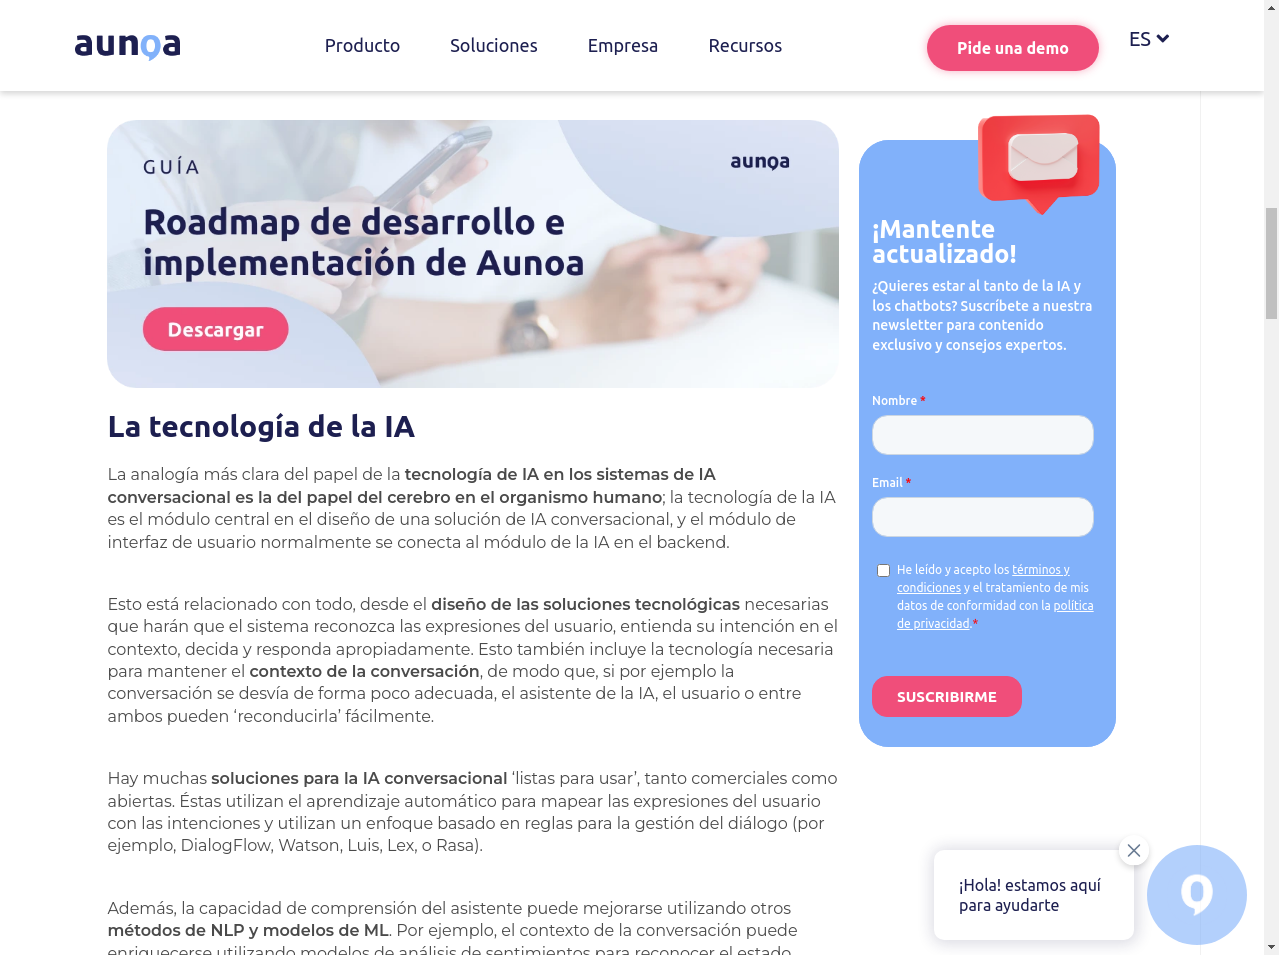 aunoa
Producto
Soluciones
Empresa
Recursos
Pide una demo
ES
GUÍA
aunoa
Roadmap de desarrollo e
implementación de Aunoa
Descargar
La tecnología de la IA
La analogía más clara del papel de la tecnología de IA en los sistemas de IA
conversacional es la del papel del cerebro en el organismo humano; la tecnología de la IA
es el módulo central en el diseño de una solución de IA conversacional, y el módulo de
interfaz de usuario normalmente se conecta al módulo de la IA en el backend.
Esto está relacionado con todo, desde el diseño de las soluciones tecnológicas necesarias
que harán que el sistema reconozca las expresiones del usuario, entienda su intención en el
contexto, decida y responda apropiadamente. Esto también incluye la tecnología necesaria
para mantener el contexto de la conversación, de modo que, si por ejemplo la
conversación se desvía de forma poco adecuada, el asistente de la IA, el usuario o entre
ambos pueden ‘reconducirla’ fácilmente.
Hay muchas soluciones para la IA conversacional ‘listas para usar’, tanto comerciales como
abiertas. Éstas utilizan el aprendizaje automático para mapear las expresiones del usuario
con las intenciones y utilizan un enfoque basado en reglas para la gestión del diálogo (por
ejemplo, DialogFlow, Watson, Luis, Lex, o Rasa).
Además, la capacidad de comprensión del asistente puede mejorarse utilizando otros
métodos de NLP y modelos de ML. Por ejemplo, el contexto de la conversación puede
enriquecerse utilizando modelos de análisis de sentimientos para reconocer el estado
¡Mantente
actualizado!
¿Quieres estar al tanto de la IA y
los chatbots? Suscríbete a nuestra
newsletter para contenido
exclusivo y consejos expertos.
Nombre *
Email *
He leído y acepto los términos y
condiciones y el tratamiento de mis
datos de conformidad con la política
de privacidad.*
SUSCRIBIRME
¡Hola! estamos aquí
para ayudarte